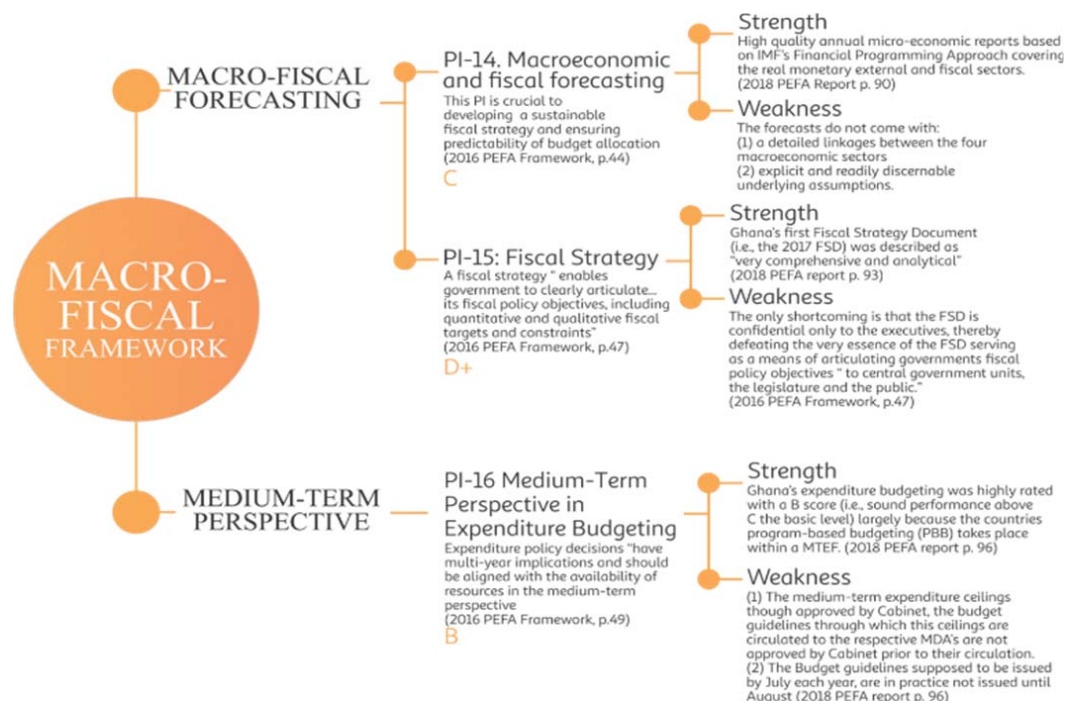 MACRO-
FISCAL
FRAMEWORK
MACRO-FISCAL
FORECASTING
PI-14. Macroeconomic
and fiscal forecasting
This PI is crucial to
developing a sustainable
fiscal strategy and ensuring
predictability of budget allocation
(2016 PEFA Framework, p.44)
C
Strength
High quality annual micro-economic reports based
on IMF's Financial Programming Approach covering
the real monetary external and fiscal sectors.
(2018 PEFA Report p. 90)
Weakness
The forecasts do not come with:
(1) a detailed linkages between the four
macroeconomic sectors
(2) explicit and readily discernable
underlying assumptions.
PI-15: Fiscal Strategy
A fiscal strategy " enables
government to clearly articulate...
its fiscal policy objectives, including
quantitative and qualitative fiscal
targets and constraints"
(2016 PEFA Framework, p.47)
D+
Strength
Ghana's first Fiscal Strategy Document
(i.e., the 2017 FSD) was described as
"very comprehensive and analytical"
(2018 PEFA report p. 93)
Weakness
The only shortcoming is that the FSD is
confidential only to the executives, thereby
defeating the very essence of the FSD serving
as a means of articulating governments fiscal
policy objectives " to central government units,
the legislature and the public."
(2016 PEFA Framework, p.47)
MEDIUM-TERM
PERSPECTIVE
PI-16 Medium-Term
Perspective in
Expenditure Budgeting
Expenditure policy decisions "have
multi-year implications and should
be aligned with the availability of
resources in the medium-term
perspective
(2016 PEFA Framework, p.49)
B
Strength
Ghana's expenditure budgeting was highly rated
with a B score (i.e., sound performance above
C the basic level) largely because the countries
program-based budgeting (PBB) takes place
within a MTEF. (2018 PEFA report p. 96)
Weakness
(1) The medium-term expenditure ceilings
though approved by Cabinet, the budget
guidelines through which this ceilings are
circulated to the respective MDA's are not
approved by Cabinet prior to their circulation.
(2) The Budget guidelines supposed to be issued
by July each year, are in practice not issued until
August (2018 PEFA report p. 96)